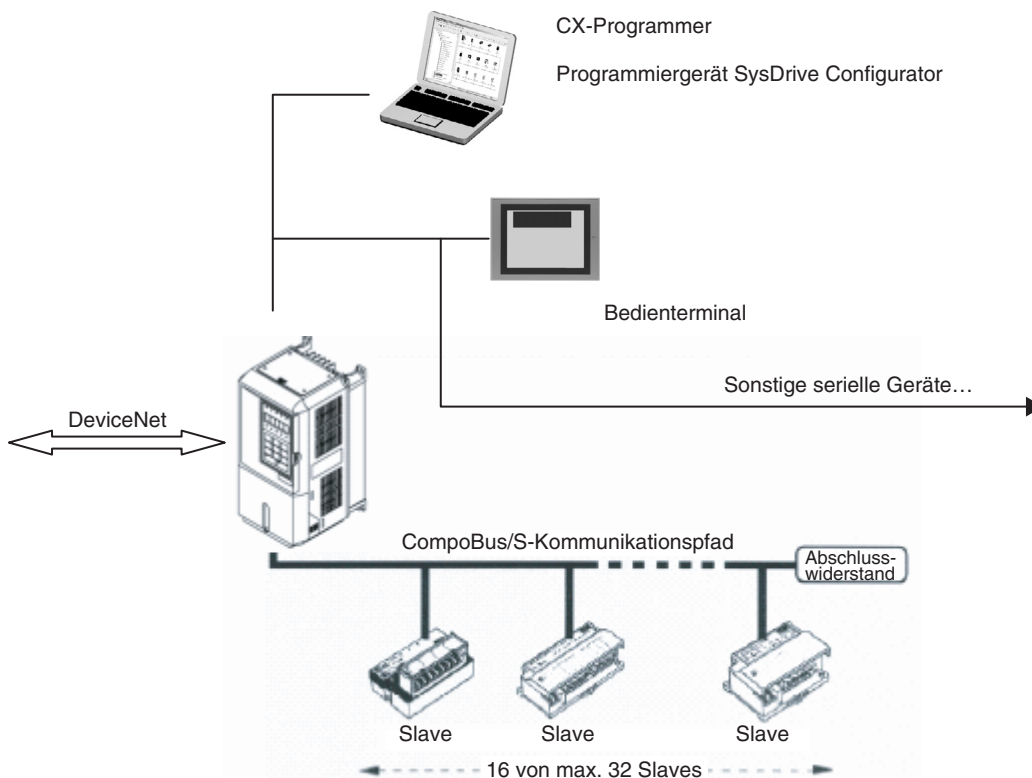 CX-Programmer
Programmiergerät SysDrive Configurator
Bedienterminal
Sonstige serielle Geräte…
DeviceNet
CompoBus/S-Kommunikationspfad
Abschluss-
widerstand
Slave
Slave
Slave
16 von max. 32 Slaves